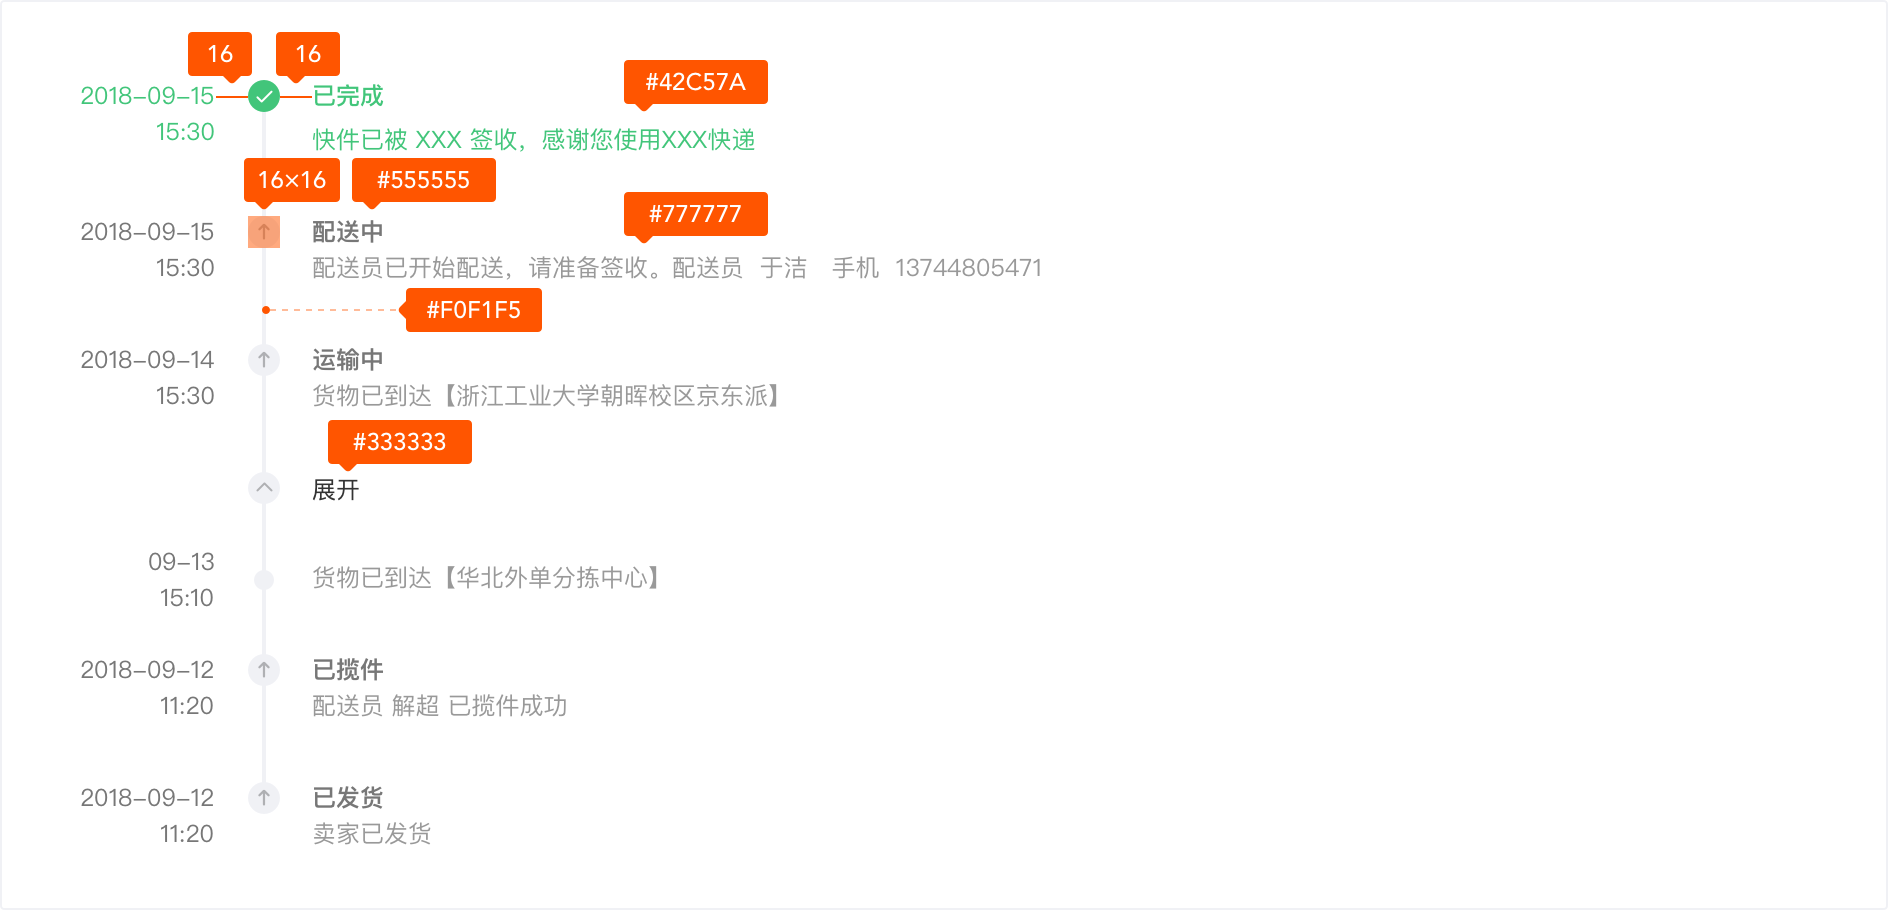 16 16
2018-09-15 已完成 #42C57A
15:30 快件已被 XXX 签收，感谢您使用XXX快递
16×16 #555555
#777777
2018-09-15 配送中
15:30 配送员已开始配送，请准备签收。配送员 于洁 手机 13744805471
#F0F1F5
2018-09-14 运输中
15:30 货物已到达【浙江工业大学朝晖校区京东派】
#333333
展开
09-13
货物已到达【华北外单分拣中心】
15:10
2018-09-12 已揽件
11:20 配送员 解超 已揽件成功
2018-09-12 已发货
11:20 卖家已发货